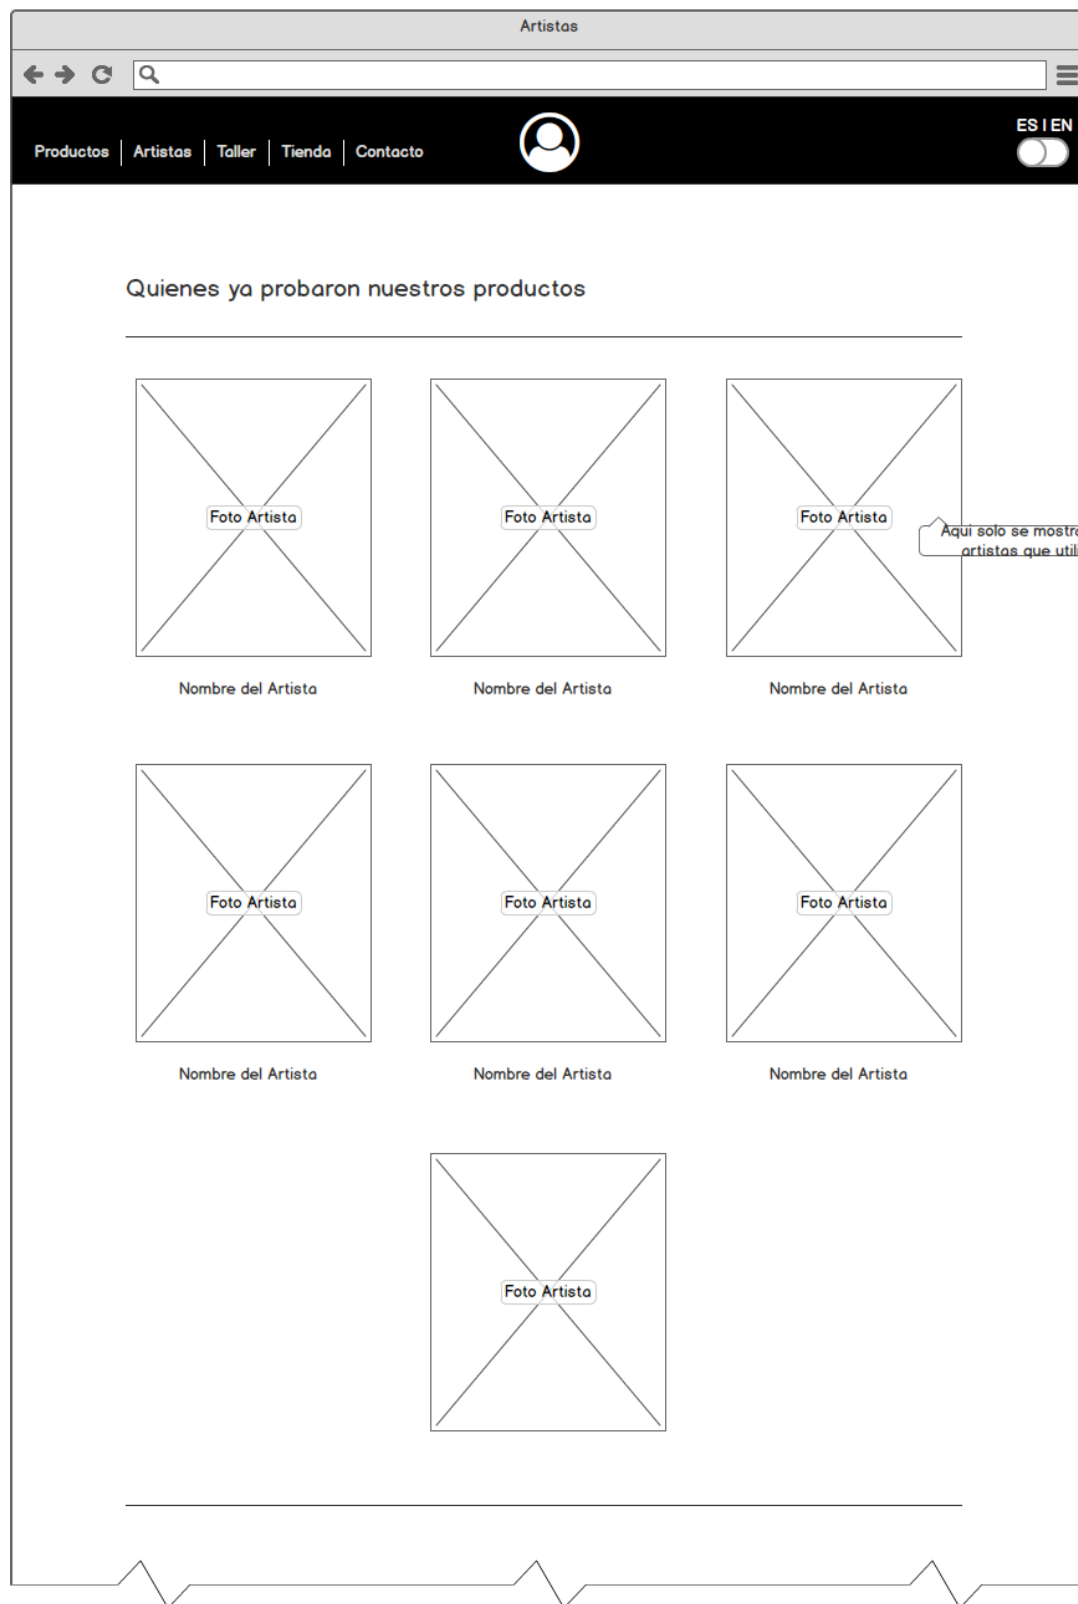 Artistas
ES I EN
Productos Artistas Taller Tienda Contacto
Quienes ya probaron nuestros productos
Foto Artista Foto Artista Foto Artista
Aqui solo se
artistas que
Nombre del Artista Nombre del Artista Nombre del Artista
Foto Artista Foto Artista Foto Artista
Nombre del Artista Nombre del Artista Nombre del Artista
Foto Artista